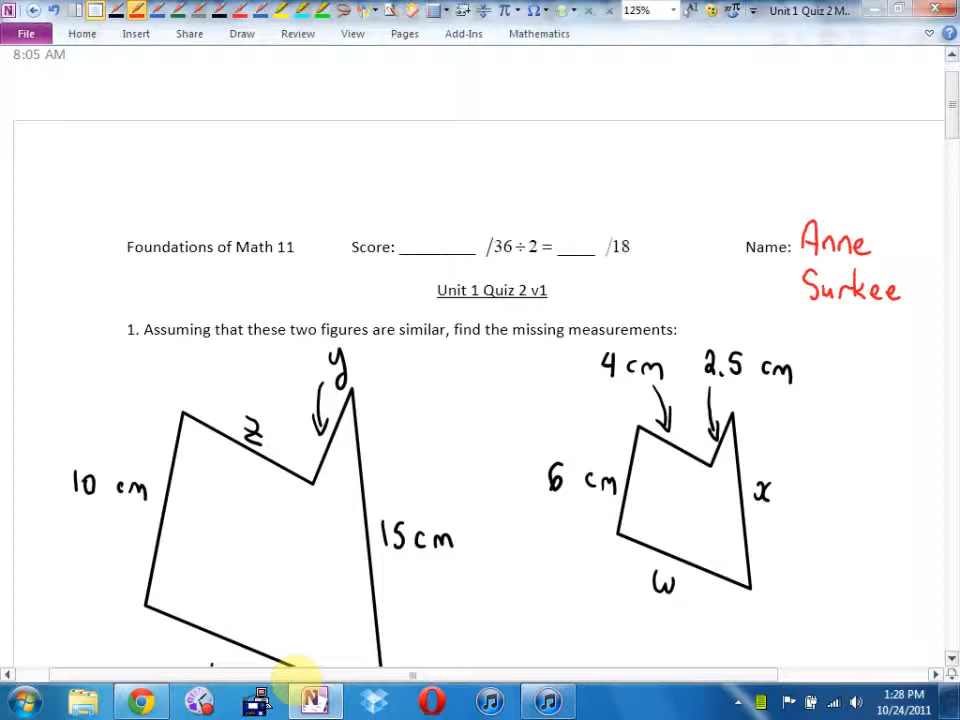 125% Unit 1 Quiz 2 M...
File Home Insert Share Draw Review View Pages Add-Ins Mathematics
8:05 AM
Foundations of Math 11 Score: ________ /36 ÷ 2 = ____ /18 Name: Anne
Surkee
Unit 1 Quiz 2 v1
1. Assuming that these two figures are similar, find the missing measurements:
y
4 cm 2.5 cm
z
10 cm
6 cm
x
15 cm
w
1:28 PM
10/24/2011